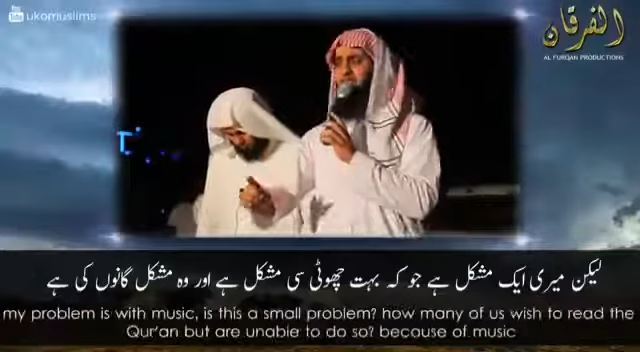 ukomuslims
الفرقان
AL FURQAN PRODUCTIONS
لیکن میری ایک مشکل ہے جو کہ بہت چھوٹی سی مشکل ہے اور وہ مشکل گانوں کی ہے
my problem is with music, is this a small problem? how many of us wish to read the
Qur'an but are unable to do so? because of music